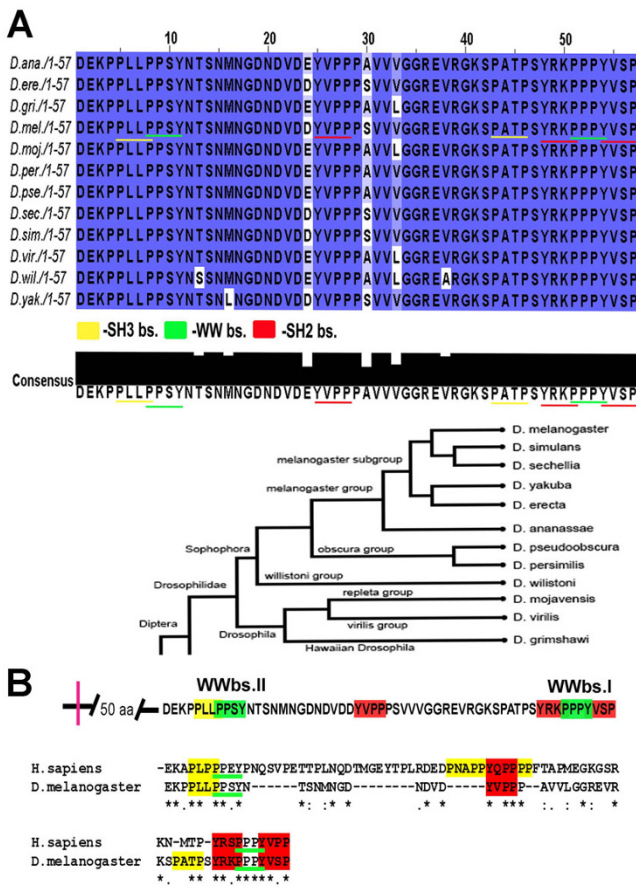 A
10 20 30 40 50
D.ana./1-57 DEKPPLLPPSYNTSNMNGDNDVDEYVPPPAVVVGGREVRGKSPATPSYRKPPPYVSP
D.ere./1-57 DEKPPLLPPSYNTSNMNGDNDVDDYVPPPSVVVGGREVRGKSPATPSYRKPPPYVSP
D.gri./1-57 DEKPPLLPPSYNTSNMNGDNDVDEYVPPPAVVLGGREVRGKSPATPSYRKPPPYVSP
D.mel./1-57 DEKPPLLPPSYNTSNMNGDNDVDDYVPPPSVVVGGREVRGKSPATPSYRKPPPYVSP
D.moj./1-57 DEKPPLLPPSYNTSNMNGDNDVDEYVPPPAVVLGGREVRGKSPATPSYRKPPPYVSP
D.per./1-57 DEKPPLLPPSYNTSNMNGDNDVDEYVPPPAVVVGGREVRGKSPATPSYRKPPPYVSP
D.pse./1-57 DEKPPLLPPSYNTSNMNGDNDVDEYVPPPAVVVGGREVRGKSPATPSYRKPPPYVSP
D.sec./1-57 DEKPPLLPPSYNTSNMNGDNDVDDYVPPPSVVVGGREVRGKSPATPSYRKPPPYVSP
D.sim./1-57 DEKPPLLPPSYNTSNMNGDNDVDDYVPPPSVVVGGREVRGKSPATPSYRKPPPYVSP
D.vir./1-57 DEKPPLLPPSYNTSNMNGDNDVDEYVPPPAVVLGGREVRGKSPATPSYRKPPPYVSP
D.wil./1-57 DEKPPLLPPSYNSSNMNGDNDVDEYVPPPAVVLGGREARGKSPATPSYRKPPPYVSP
D.yak./1-57 DEKPPLLPPSYNTSNLNGDNDVDDYVPPPSVVVGGREVRGKSPATPSYRKPPPYVSP
-SH3 bs. -WW bs. -SH2 bs.
Consensus
DEKPPLLPPSYNTSNMNGDNDVDEYVPPPAVVVGGREVRGKSPATPSYRKPPPYVSP
D. melanogaster
D. simulans
melanogaster subgroup
D. sechellia
D. yakuba
melanogaster group
D. erecta
D. ananassae
Sophophora
D. pseudoobscura
obscura group
D. persimilis
willistoni group
D. wilistoni
Drosophilidae
repleta group
D. mojavensis
Diptera
D. virilis
virilis group
Drosophila
D. grimshawi
Hawaiian Drosophila
B
WWbs.II WWbs.I
50 aa DEKPPLLPPSYNTSNMNGDNDVDDYVPPPSVVVGGREVRGKSPATPSYRKPPPYVSP
H.sapiens -EKAPLPPPPEYPNQSVPETTPLNQDTMGEYTPLRDEDPNAPPYQPPPPPFTAPMEGKGSR
D.melanogaster EKPPLLPPSYN------TSNMNGD------NDVD------YVPPP--AVVLGGREVR
H.sapiens KN-MTP-YRSPPPYVPP
D.melanogaster KSPATPSYRKPPPYVSP